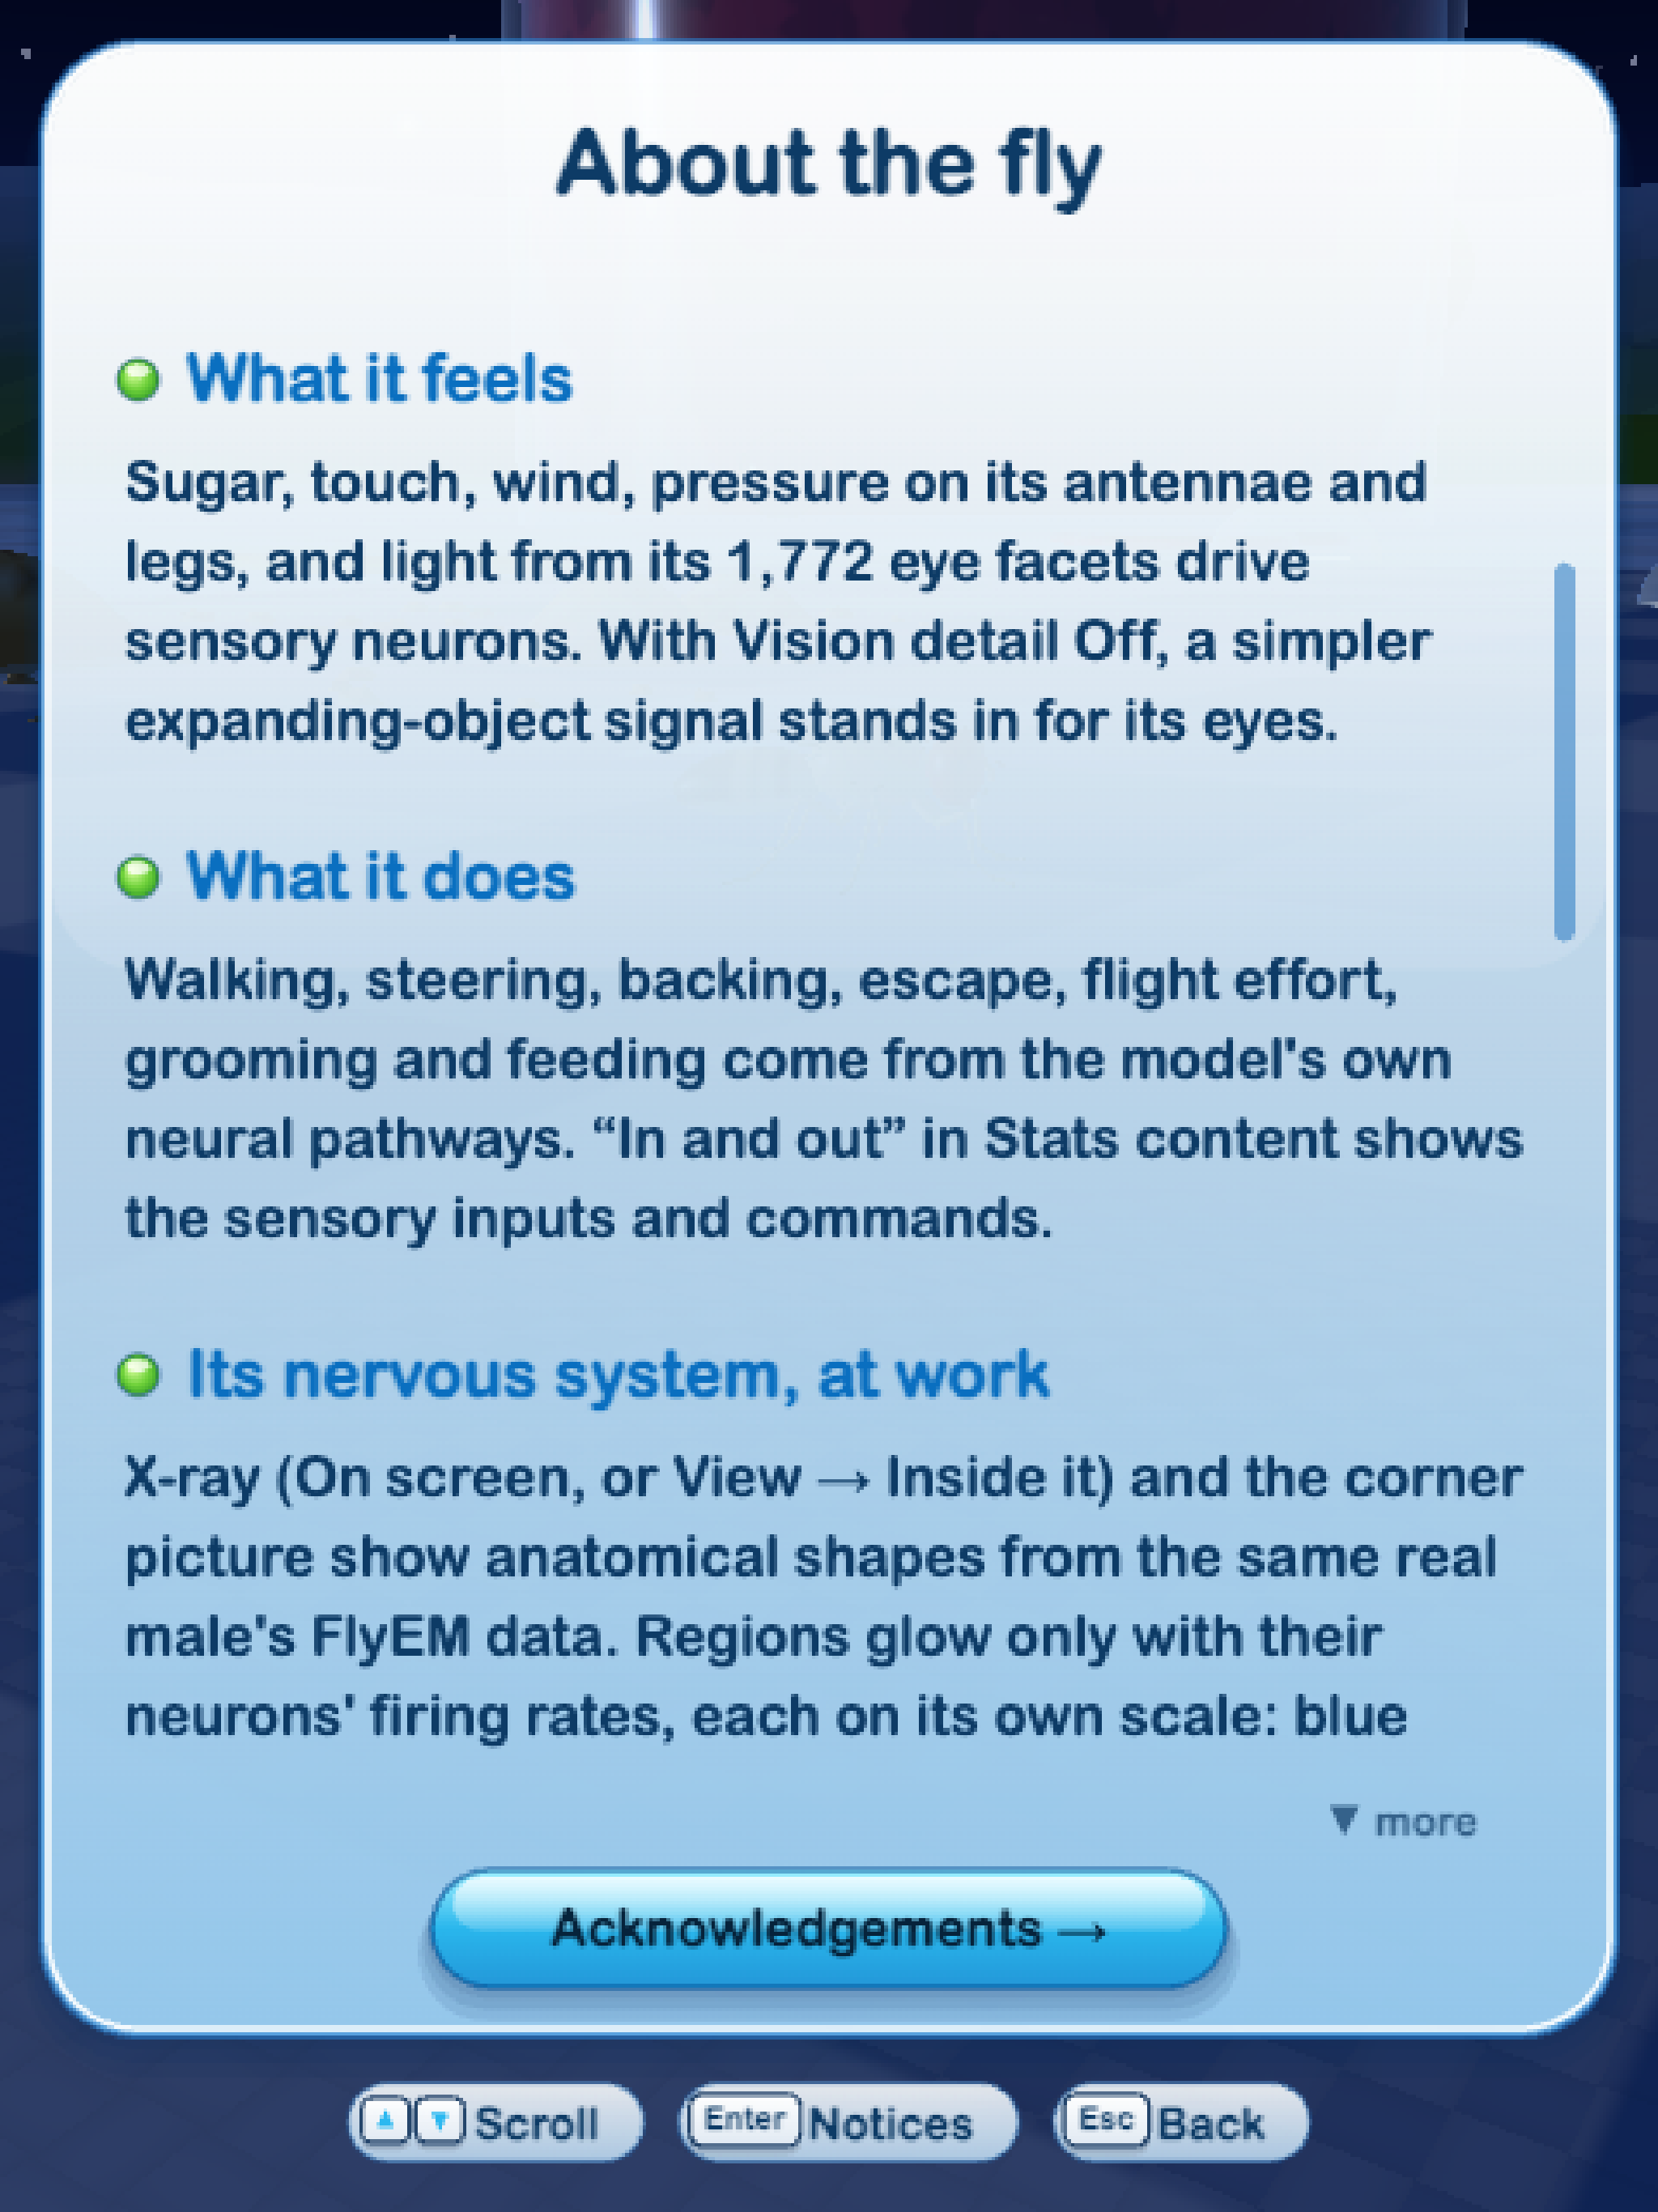 About the fly
What it feels
Sugar, touch, wind, pressure on its antennae and
legs, and light from its 1,772 eye facets drive
sensory neurons. With Vision detail Off, a simpler
expanding-object signal stands in for its eyes.
What it does
Walking, steering, backing, escape, flight effort,
grooming and feeding come from the model's own
neural pathways. “In and out” in Stats content shows
the sensory inputs and commands.
Its nervous system, at work
X-ray (On screen, or View → Inside it) and the corner
picture show anatomical shapes from the same real
male's FlyEM data. Regions glow only with their
neurons' firing rates, each on its own scale: blue
▼ more
Acknowledgements →
▲ ▼ Scroll Enter Notices Esc Back